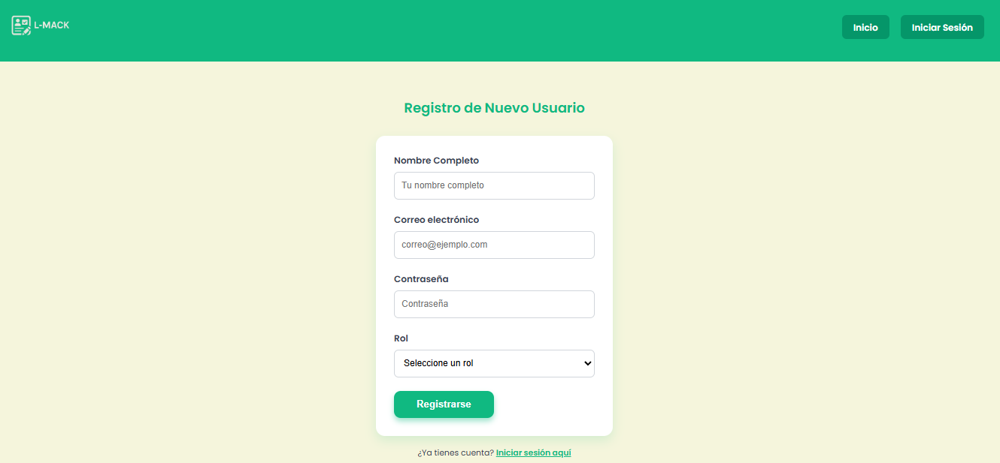 L-MACK
Inicio
Iniciar Sesión
Registro de Nuevo Usuario
Nombre Completo
Tu nombre completo
Correo electrónico
correo@ejemplo.com
Contraseña
Contraseña
Rol
Seleccione un rol
Registrarse
¿Ya tienes cuenta? Iniciar sesión aquí